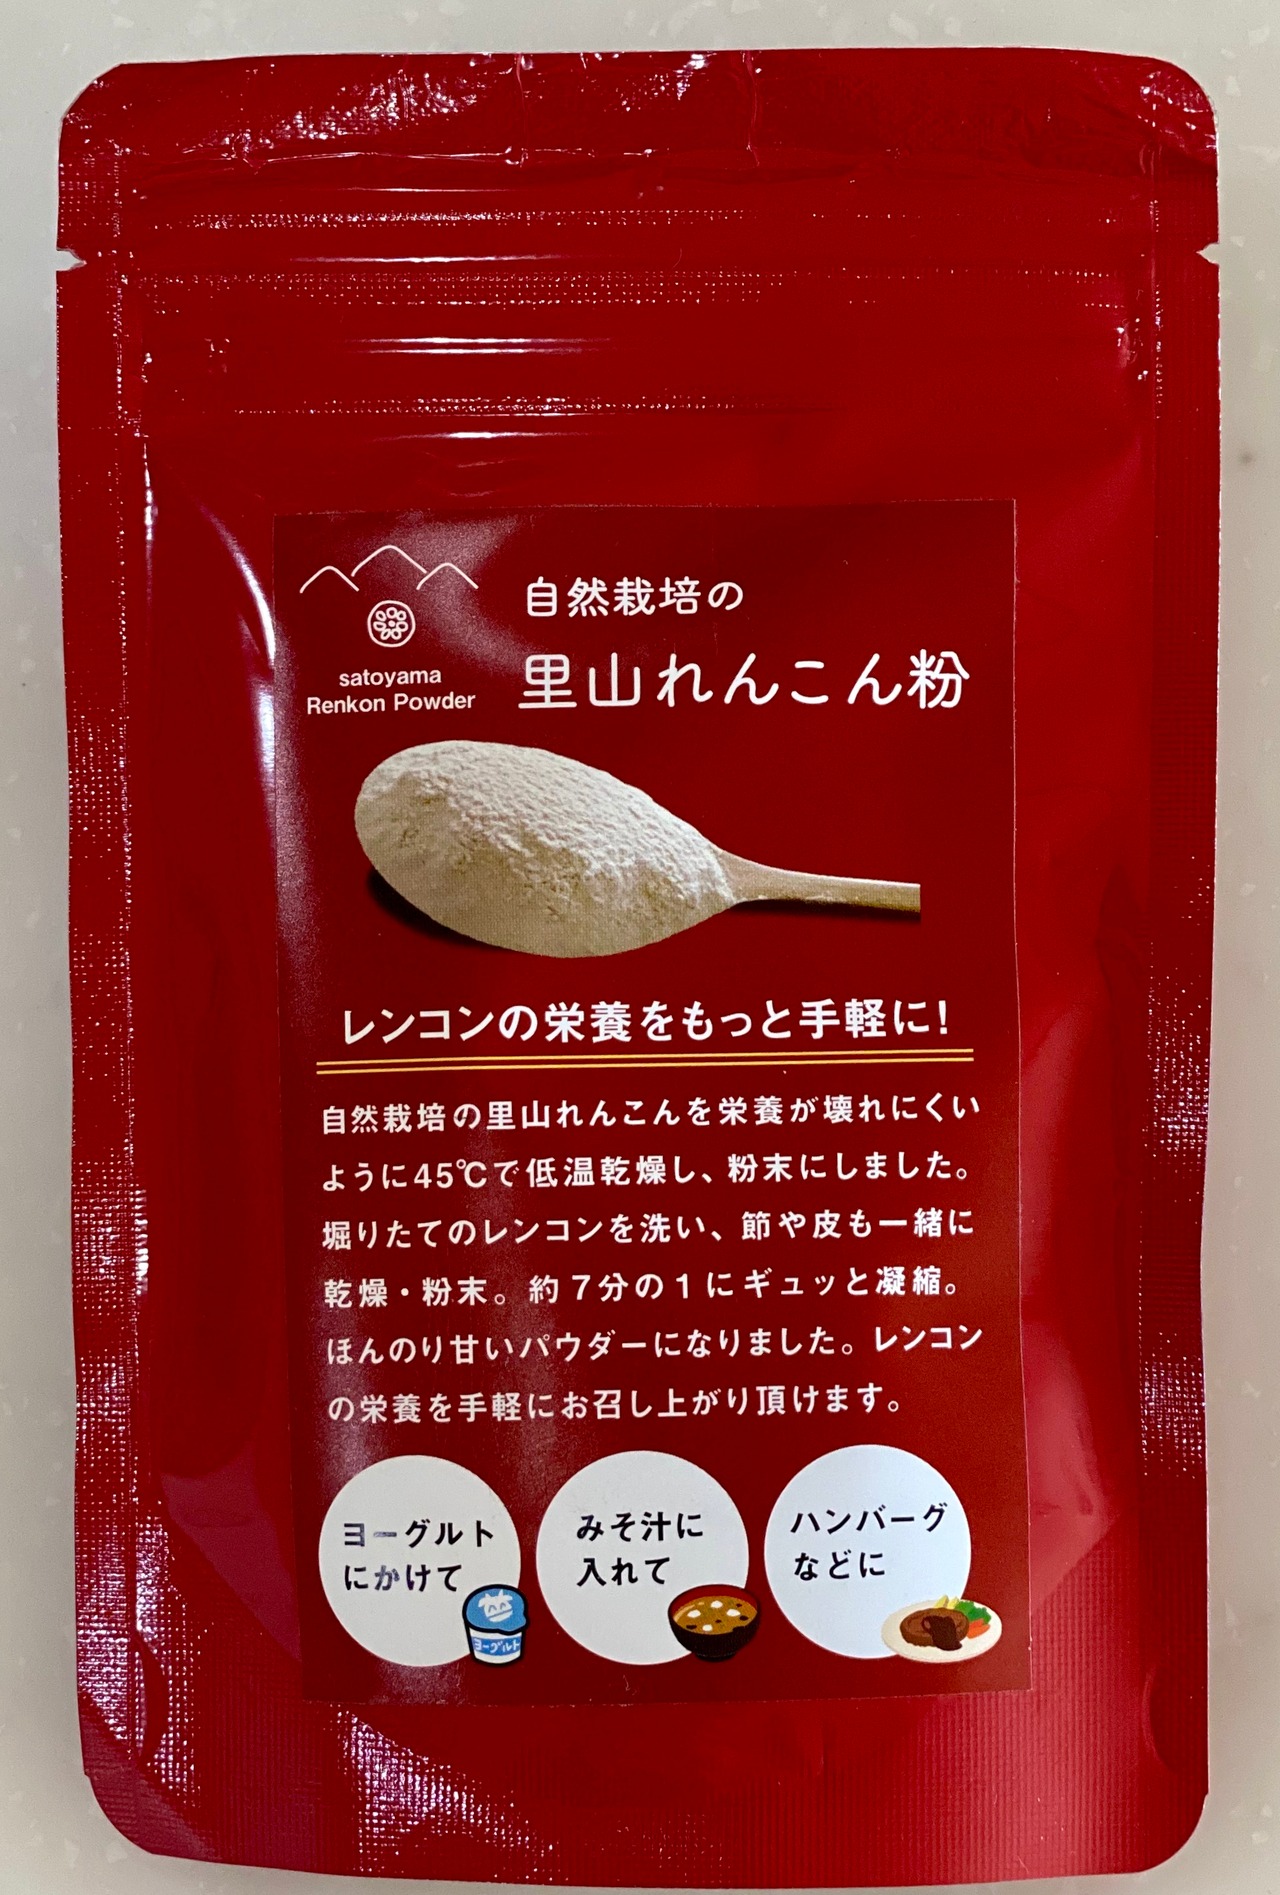 satoyama
Renkon Powder
自然栽培の
里山れんこん粉
レンコンの栄養をもっと手軽に!
自然栽培の里山れんこんを栄養が壊れにくい
ように45℃で低温乾燥し、粉末にしました。
堀りたてのレンコンを洗い、節や皮も一緒に
乾燥・粉末。約7分の1にギュッと凝縮。
ほんのり甘いパウダーになりました。レンコン
の栄養を手軽にお召し上がり頂けます。
ヨーグルト
にかけて
ヨーグルト
みそ汁に
入れて
ハンバーグ
などに